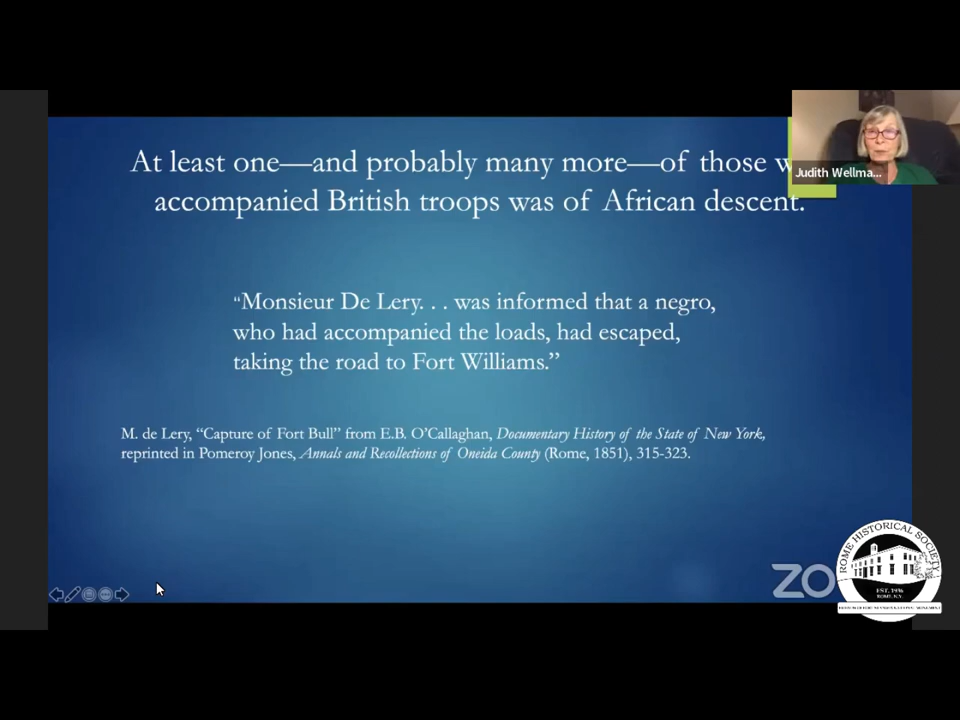 At least one—and probably many more—of those w
accompanied British troops was of African descent.
Judith Wellma...
“Monsieur De Lery. . . was informed that a negro,
who had accompanied the loads, had escaped,
taking the road to Fort Williams.”
M. de Lery, “Capture of Fort Bull” from E.B. O’Callaghan, Documentary History of the State of New York,
reprinted in Pomeroy Jones, Annals and Recollections of Oneida County (Rome, 1851), 315-323.
ROME HISTORICAL SOCIETY
EST. 1936
ROME, N.Y.
zo